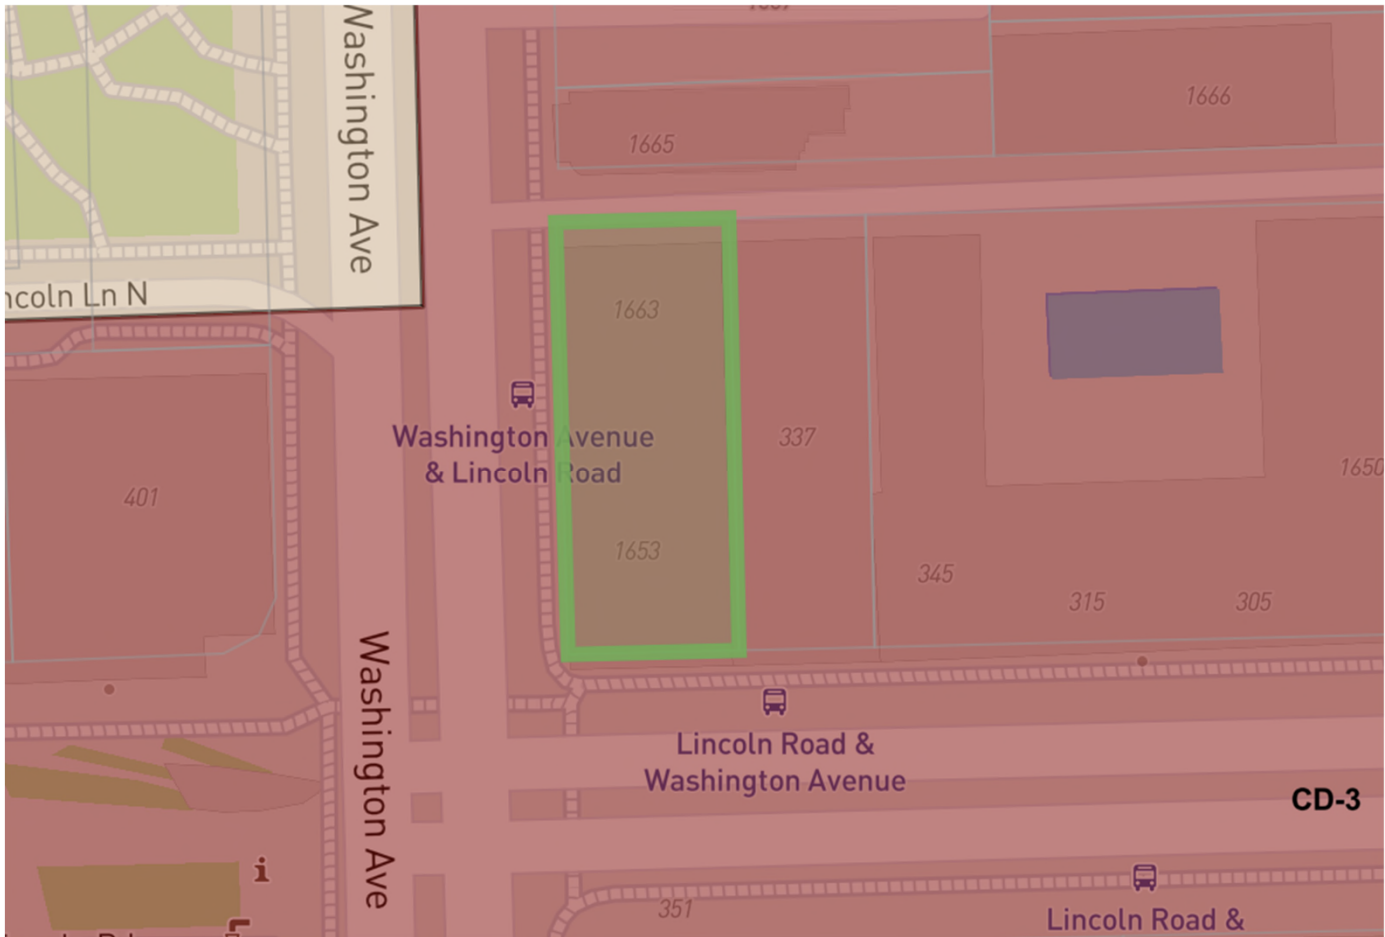 Washington Ave
1666
1665
ncoln Ln N
1663
Washington Avenue
& Lincoln Road
337
1650
401
1653
345
315
305
Washington Ave
Lincoln Road &
Washington Avenue
CD-3
351
Lincoln Road &